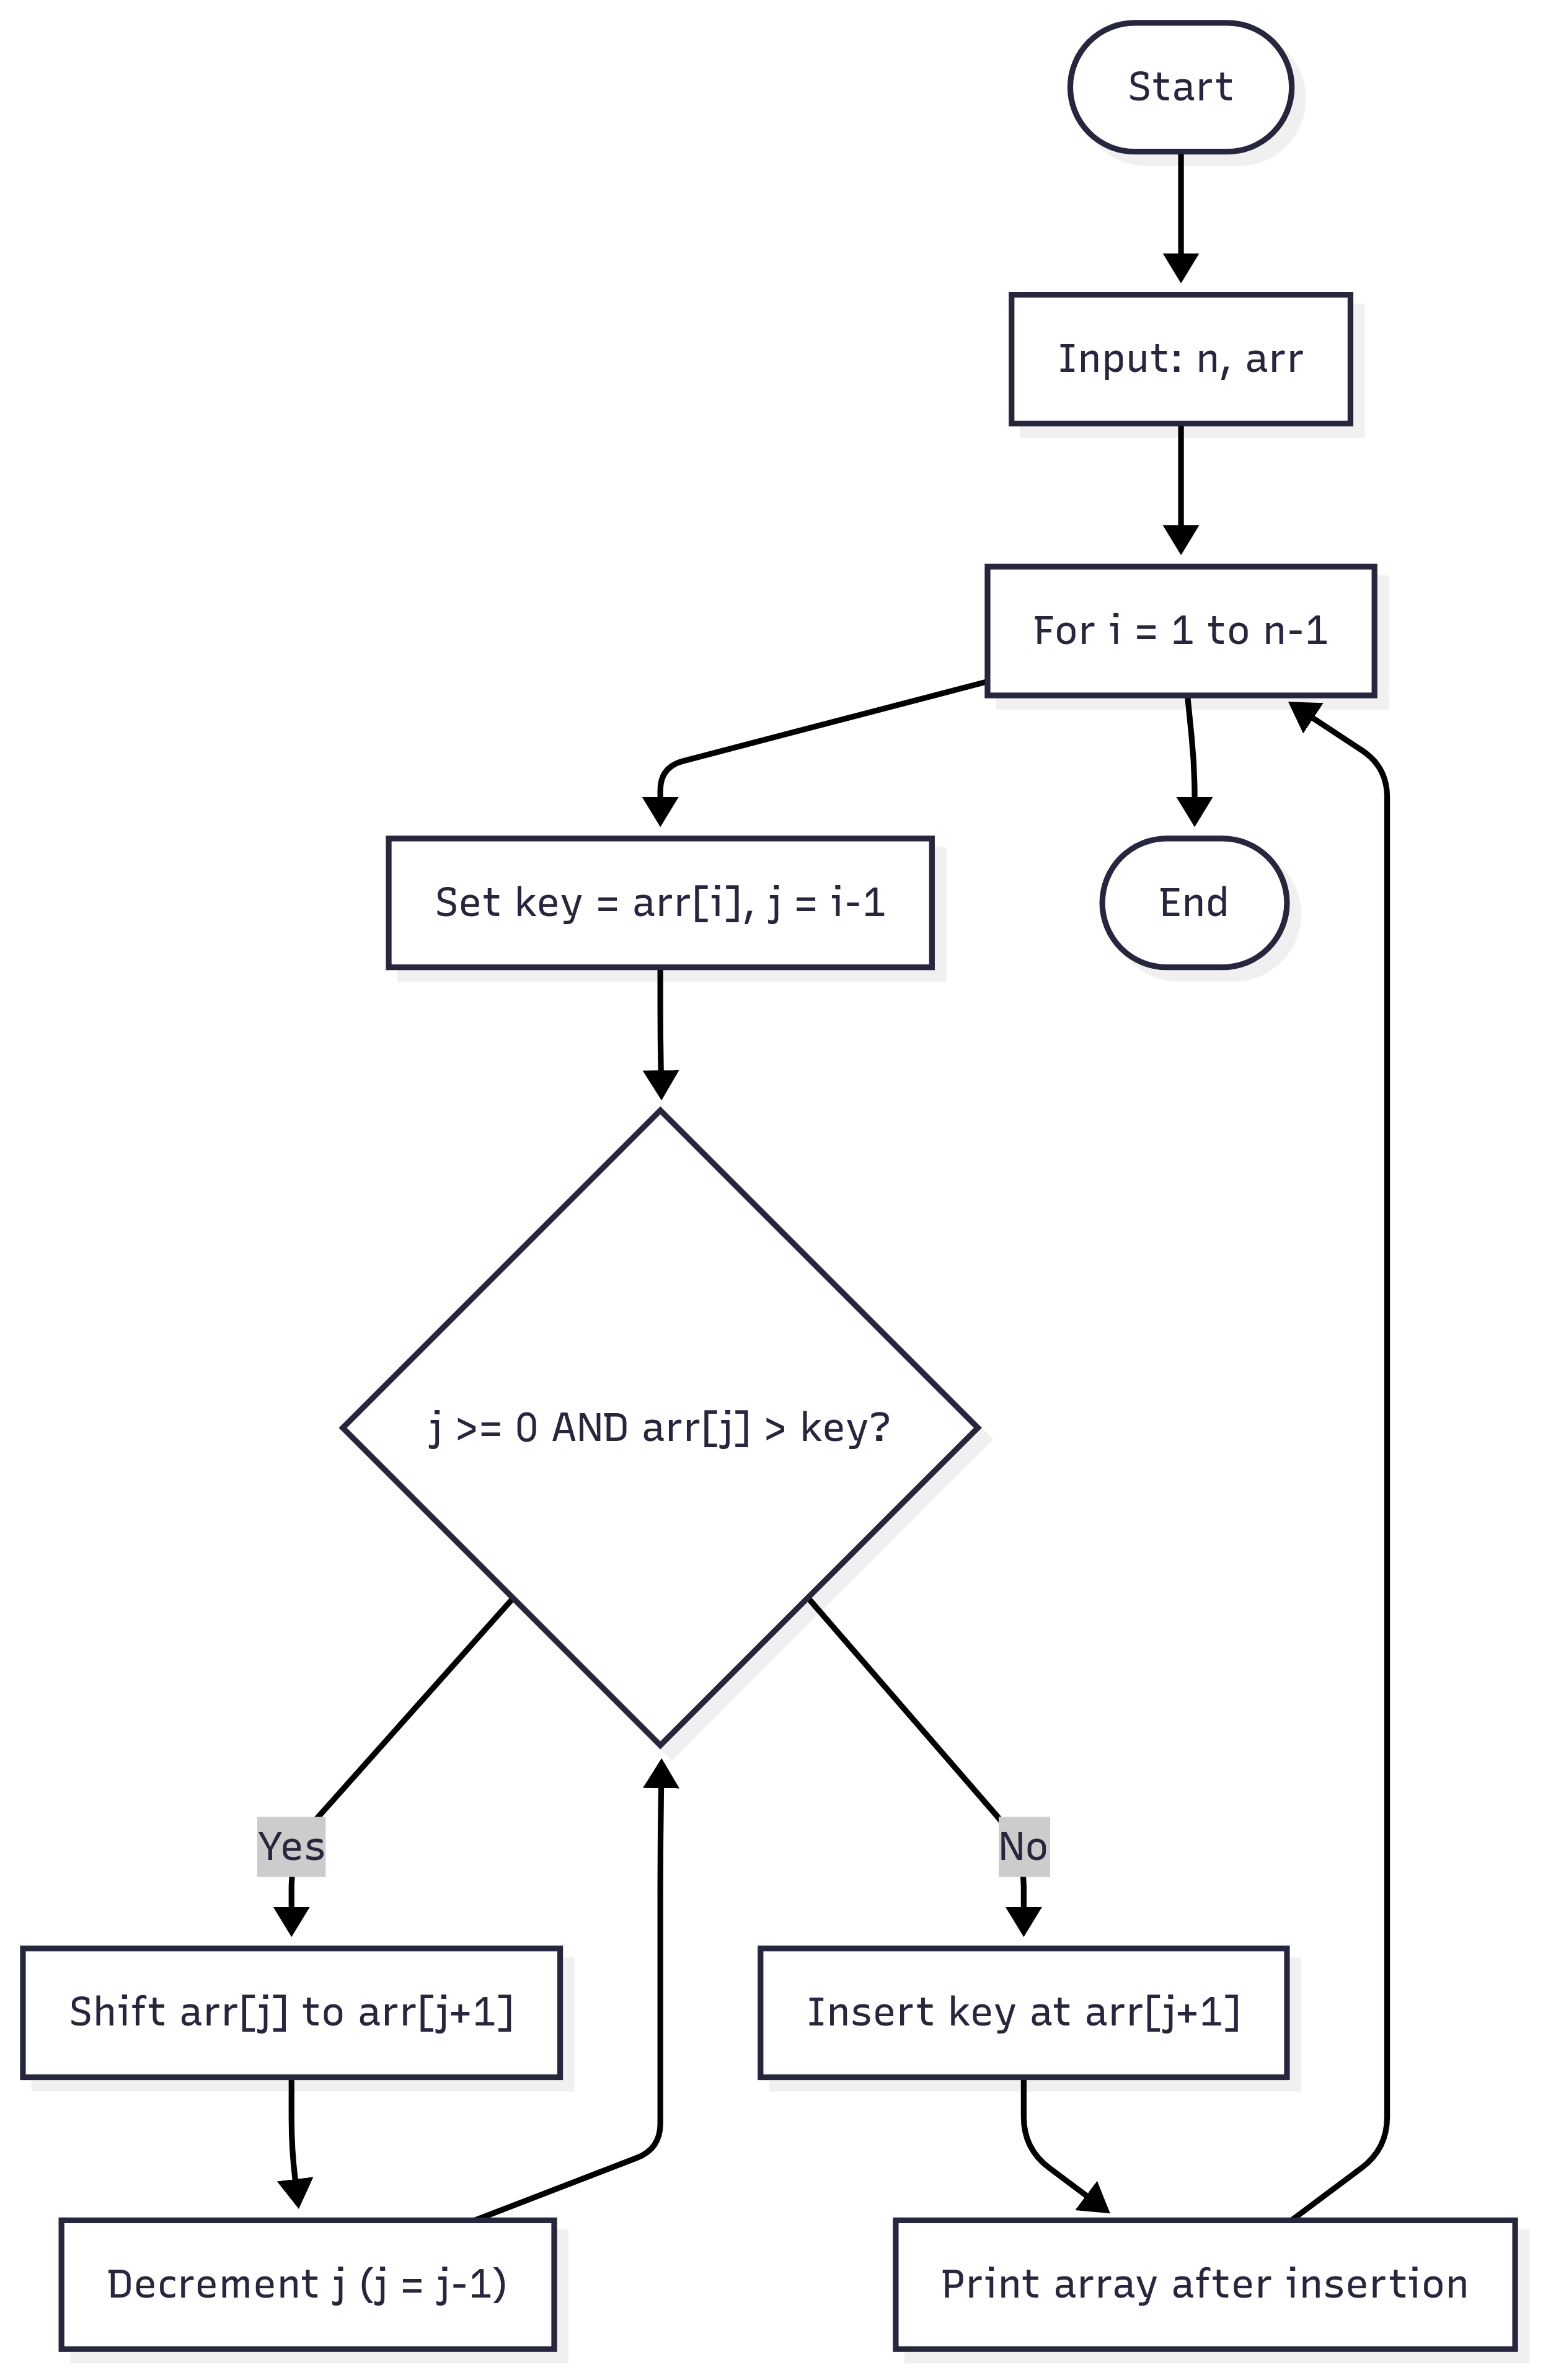 Start
Input: n, arr
For i = 1 to n-1
Set key = arr[i], j = i-1
End
j >= 0 AND arr[j] > key?
Yes
No
Shift arr[j] to arr[j+1]
Insert key at arr[j+1]
Decrement j (j = j-1)
Print array after insertion